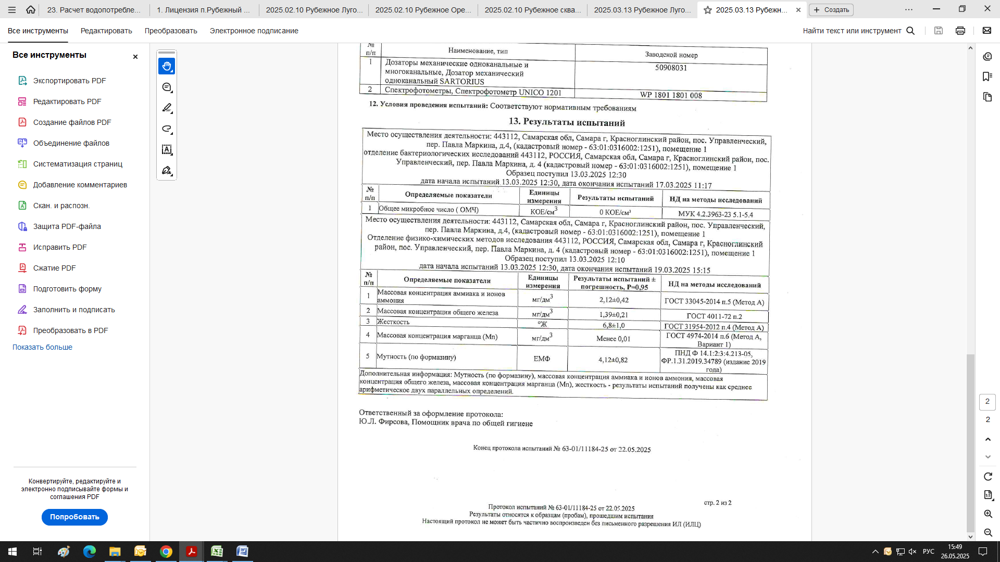 23. Расчет водопотребле...
1. Лицензия п.Рубежный ...
2025.02.10 Рубежное Луго...
2025.02.10 Рубежное Оре...
2025.02.10 Рубежное сква...
2025.03.13 Рубежное Луго...
2025.03.13 Рубежн...
Создать
Все инструменты
Редактировать
Преобразовать
Электронное подписание
Найти текст или инструмент
Все инструменты
Экспортировать PDF
Редактировать PDF
Создание файлов PDF
Объединение файлов
Систематизация страниц
Добавление комментариев
Скан. и распозн.
Защита PDF-файла
Исправить PDF
Сжатие PDF
Подготовить форму
Заполнить и подписать
Преобразовать в PDF
Показать больше
Конвертируйте, редактируйте и
электронно подписывайте формы и
соглашения PDF
Попробовать
№
п/п
Наименование, тип
Заводской номер
1
Дозаторы механические одноканальные и
многоканальные, Дозатор механический
одноканальный SARTORIUS
50908031
2
Спектрофотометры, Спектрофотометр UNICO 1201
WP 1801 1801 008
12. Условия проведения испытаний: Соответствуют нормативным требованиям
13. Результаты испытаний
Место осуществления деятельности: 443112, Самарская обл, Самара г, Красноглинский район, пос. Управленческий,
пер. Павла Маркина, д.4, (кадастровый номер - 63:01:0316002:1251), помещение 1
отделение бактериологических исследований 443112, РОССИЯ, Самарская обл, Самара г, Красноглинский район, пос.
Управленческий, пер. Павла Маркина, д. 4 (кадастровый номер - 63:01:0316002:1251), помещение 1
Образец поступил 13.03.2025 12:30
дата начала испытаний 13.03.2025 12:30, дата окончания испытаний 17.03.2025 11:17
№
п/п
Определяемые показатели
Единицы
измерения
Результаты испытаний
НД на методы исследований
1
Общее микробное число ( ОМЧ)
КОЕ/см3
0 КОЕ/см³
МУК 4.2.3963-23 5.1-5.4
Место осуществления деятельности: 443112, Самарская обл, Самара г, Красноглинский район, пос. Управленческий,
пер. Павла Маркина, д.4, (кадастровый номер - 63:01:0316002:1251), помещение 1
Отделение физико-химических методов исследования 443112, РОССИЯ, Самарская обл, Самара г, Красноглинский
район, пос. Управленческий, пер. Павла Маркина, д. 4 (кадастровый номер - 63:01:0316002:1251), помещение 1
Образец поступил 13.03.2025 12:10
дата начала испытаний 13.03.2025 12:30, дата окончания испытаний 19.03.2025 15:15
№
п/п
Определяемые показатели
Единицы
измерения
Результаты испытаний ±
погрешность, Р=0,95
НД на методы исследований
1
Массовая концентрация аммиака и ионов
аммония
мг/дм3
2,12±0,42
ГОСТ 33045-2014 п.5 (Метод А)
2
Массовая концентрация общего железа
мг/дм3
1,39±0,21
ГОСТ 4011-72 п.2
3
Жесткость
°Ж
6,8±1,0
ГОСТ 31954-2012 п.4 (Метод А)
4
Массовая концентрация марганца (Mn)
мг/дм3
Менее 0,01
ГОСТ 4974-2014 п.6 (Метод А,
Вариант 1)
5
Мутность (по формазину)
ЕМФ
4,12±0,82
ПНД Ф 14.1:2:3:4.213-05,
ФР.1.31.2019.34789 (издание 2019
года)
Дополнительная информация: Мутность (по формазину), массовая концентрация аммиака и ионов аммония, массовая
концентрация общего железа, массовая концентрация марганца (Mn), жесткость - результаты испытаний получены как среднее
арифметическое двух параллельных определений.
Ответственный за оформление протокола:
Ю.Л. Фирсова, Помощник врача по общей гигиене
Конец протокола испытаний № 63-01/11184-25 от 22.05.2025
стр. 2 из 2
Протокол испытаний № 63-01/11184-25 от 22.05.2025
Результаты относятся к образцам (пробам), прошедшим испытания
Настоящий протокол не может быть частично воспроизведен без письменного разрешения ИЛ (ИЛЦ)
2
2
РУС
15:49
26.05.2025